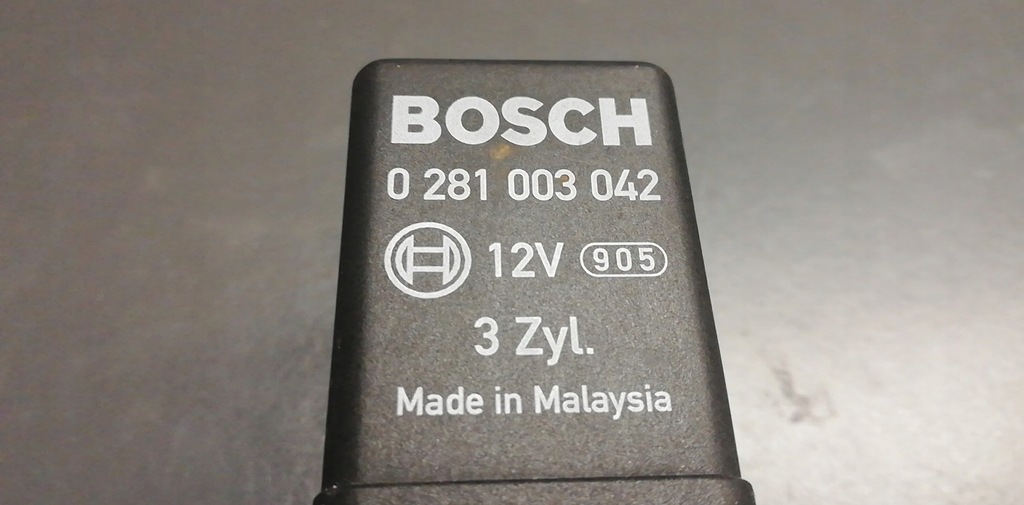 BOSCH
0 281 003 042
12V 905
3 Zyl.
Made in Malaysia